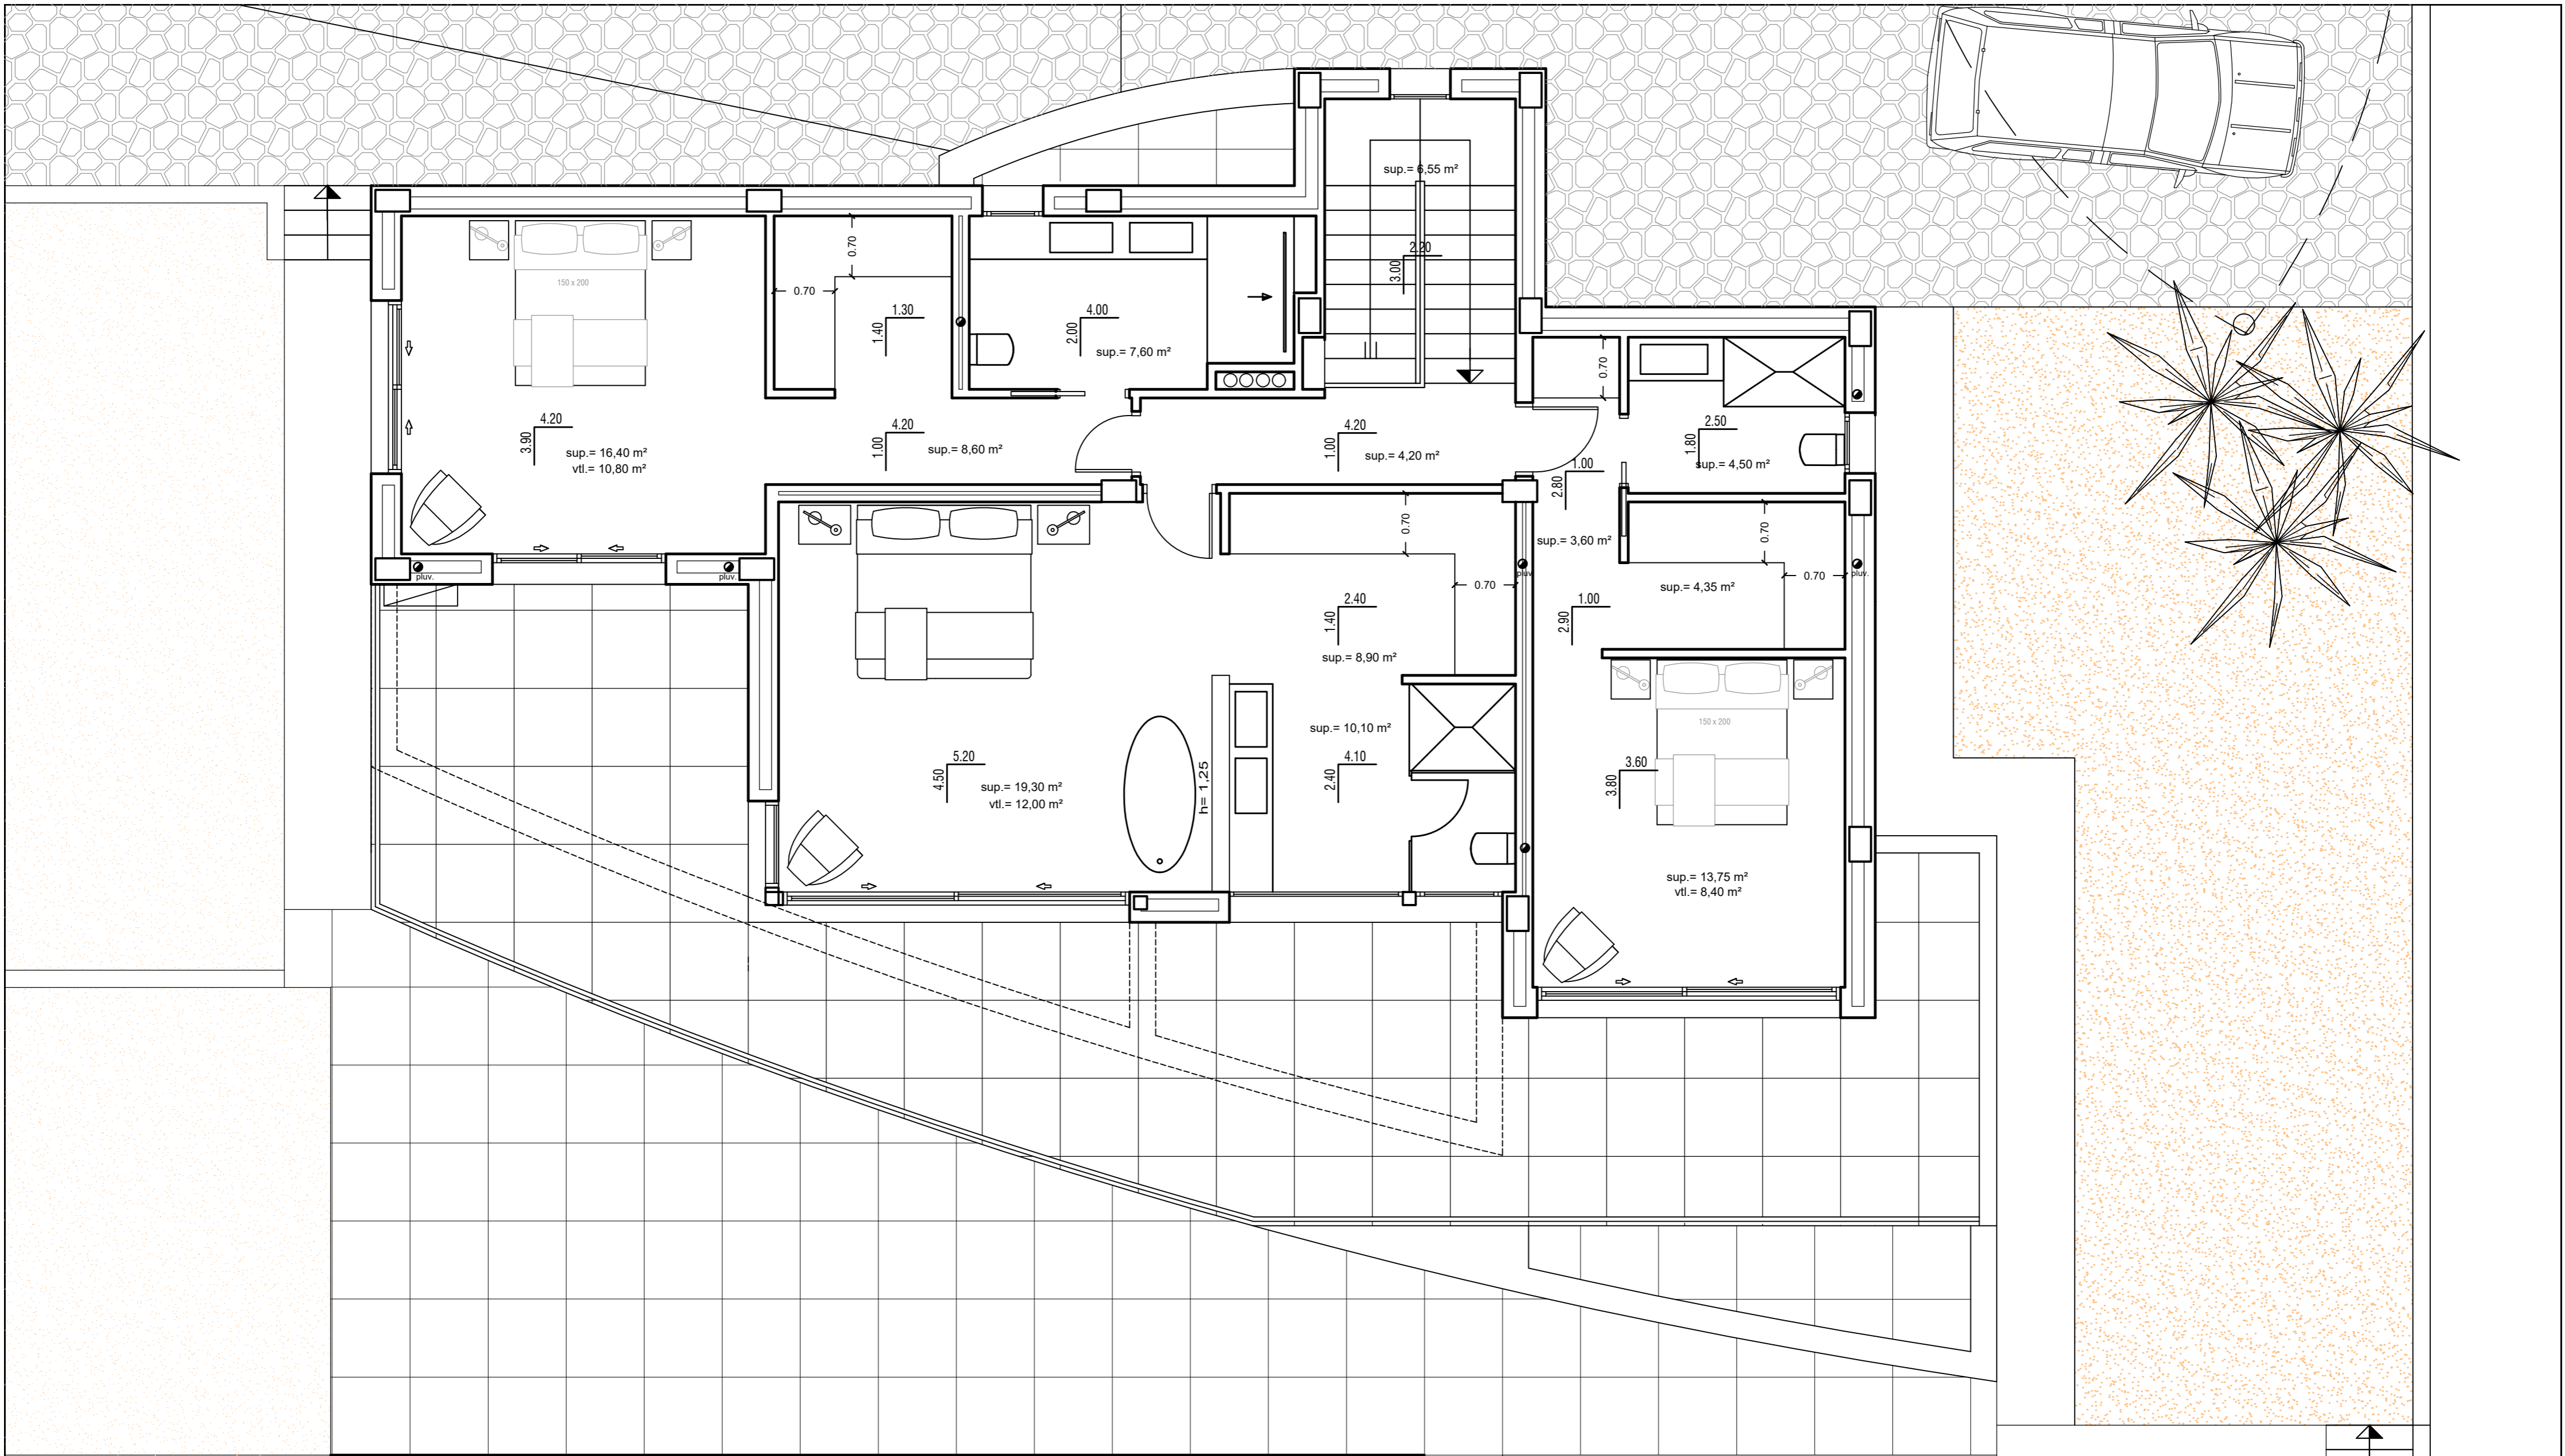 sup.= 6,55 m²
2.20
3.00
0.70
0.70
150 x 200
1.30
1.40
4.00
2.00
sup.= 7,60 m²
0.70
4.20
3.90
sup.= 16,40 m²
vtl.= 10,80 m²
4.20
1.00
sup.= 8,60 m²
4.20
1.00
sup.= 4,20 m²
2.50
1.80
sup.= 4,50 m²
1.00
2.80
sup.= 3,60 m²
0.70
0.70
pluv.
pluv.
pluv.
pluv.
0.70
0.70
sup.= 4,35 m²
2.40
1.40
sup.= 8,90 m²
1.00
2.90
150 x 200
sup.= 10,10 m²
4.10
2.40
5.20
4.50
sup.= 19,30 m²
vtl.= 12,00 m²
h= 1,25
3.60
3.80
sup.= 13,75 m²
vtl.= 8,40 m²